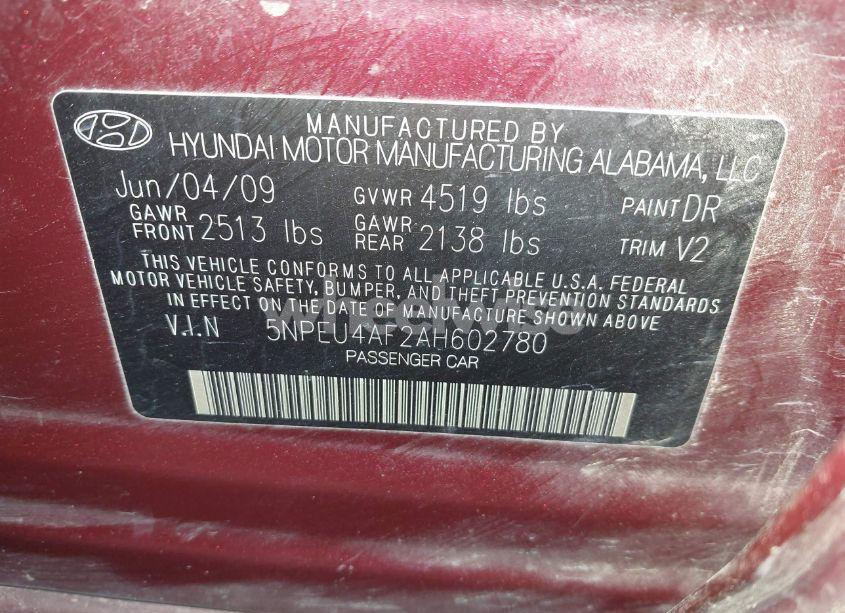 MANUFACTURED BY
HYUNDAI MOTOR MANUFACTURING ALABAMA, LLC
Jun/04/09 GVWR 4519 lbs PAINT DR
GAWR FRONT 2513 lbs GAWR REAR 2138 lbs TRIM V2
THIS VEHICLE CONFORMS TO ALL APPLICABLE U.S.A. FEDERAL
MOTOR VEHICLE SAFETY, BUMPER, AND THEFT PREVENTION STANDARDS
IN EFFECT ON THE DATE OF MANUFACTURE SHOWN ABOVE
V.I.N 5NPEU4AF2AH602780
PASSENGER CAR